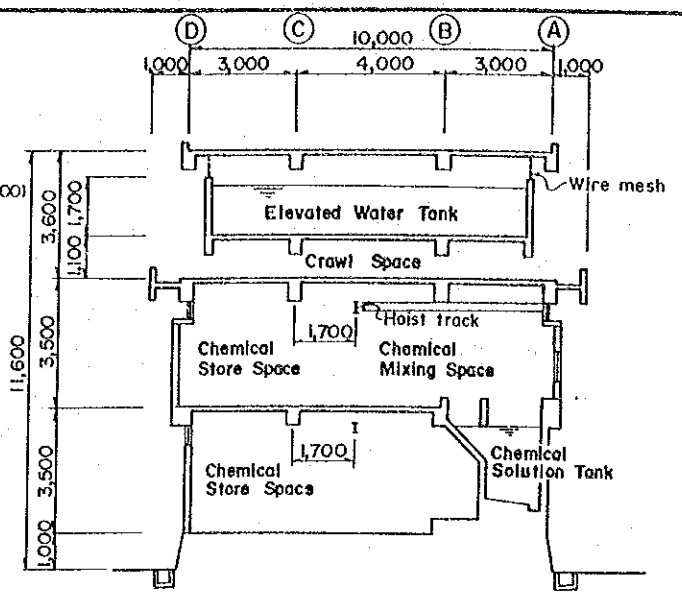 D C B A
10,000
1,000 3,000 4,000 3,000 1,000
Wire mesh
Elevated Water Tank
Crawl Space
Hoist track
1,700
Chemical
Store Space
Chemical
Mixing Space
1,700
Chemical
Store Space
Chemical
Solution Tank
11,600
3,600
3,500
3,500
1,000
1,700
1,100